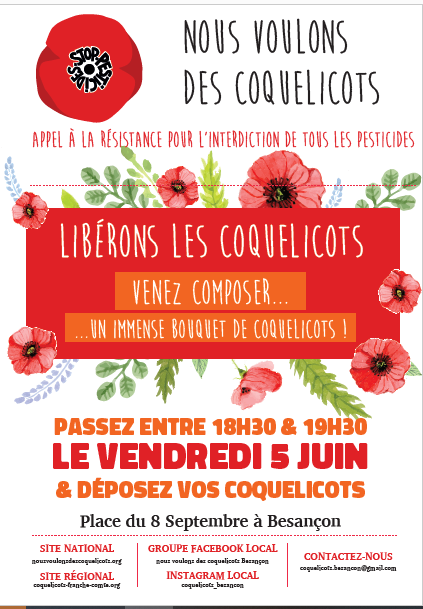 STOP PESTICIDES
NOUS VOULONS
DES COQUELICOTS
APPEL À LA RÉSISTANCE POUR L'INTERDICTION DE TOUS LES PESTICIDES
LIBÉRONS LES COQUELICOTS
VENEZ COMPOSER...
...UN IMMENSE BOUQUET DE COQUELICOTS !
PASSEZ ENTRE 18H30 & 19H30
LE VENDREDI 5 JUIN
& DÉPOSEZ VOS COQUELICOTS
Place du 8 Septembre à Besançon
SITE NATIONAL
nousvoulonsdescoquelicots.org
SITE RÉGIONAL
coquelicots-franche-comte.org
GROUPE FACEBOOK LOCAL
nous voulons des coquelicots Besançon
INSTAGRAM LOCAL
coquelicots_besancon
CONTACTEZ-NOUS
coquelicots.besancon@gmail.com